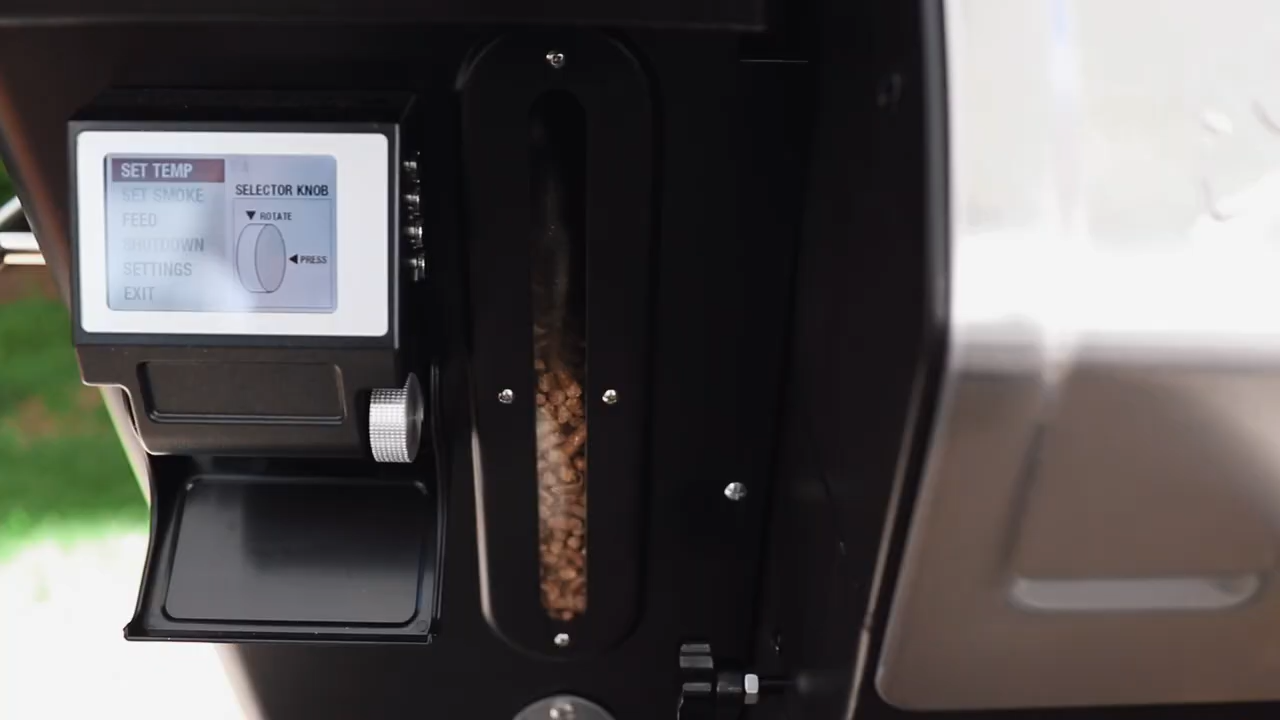 SET TEMP
SET SMOKE
FEED
SHUTDOWN
SETTINGS
EXIT
SELECTOR KNOB
▼ ROTATE
◀ PRESS